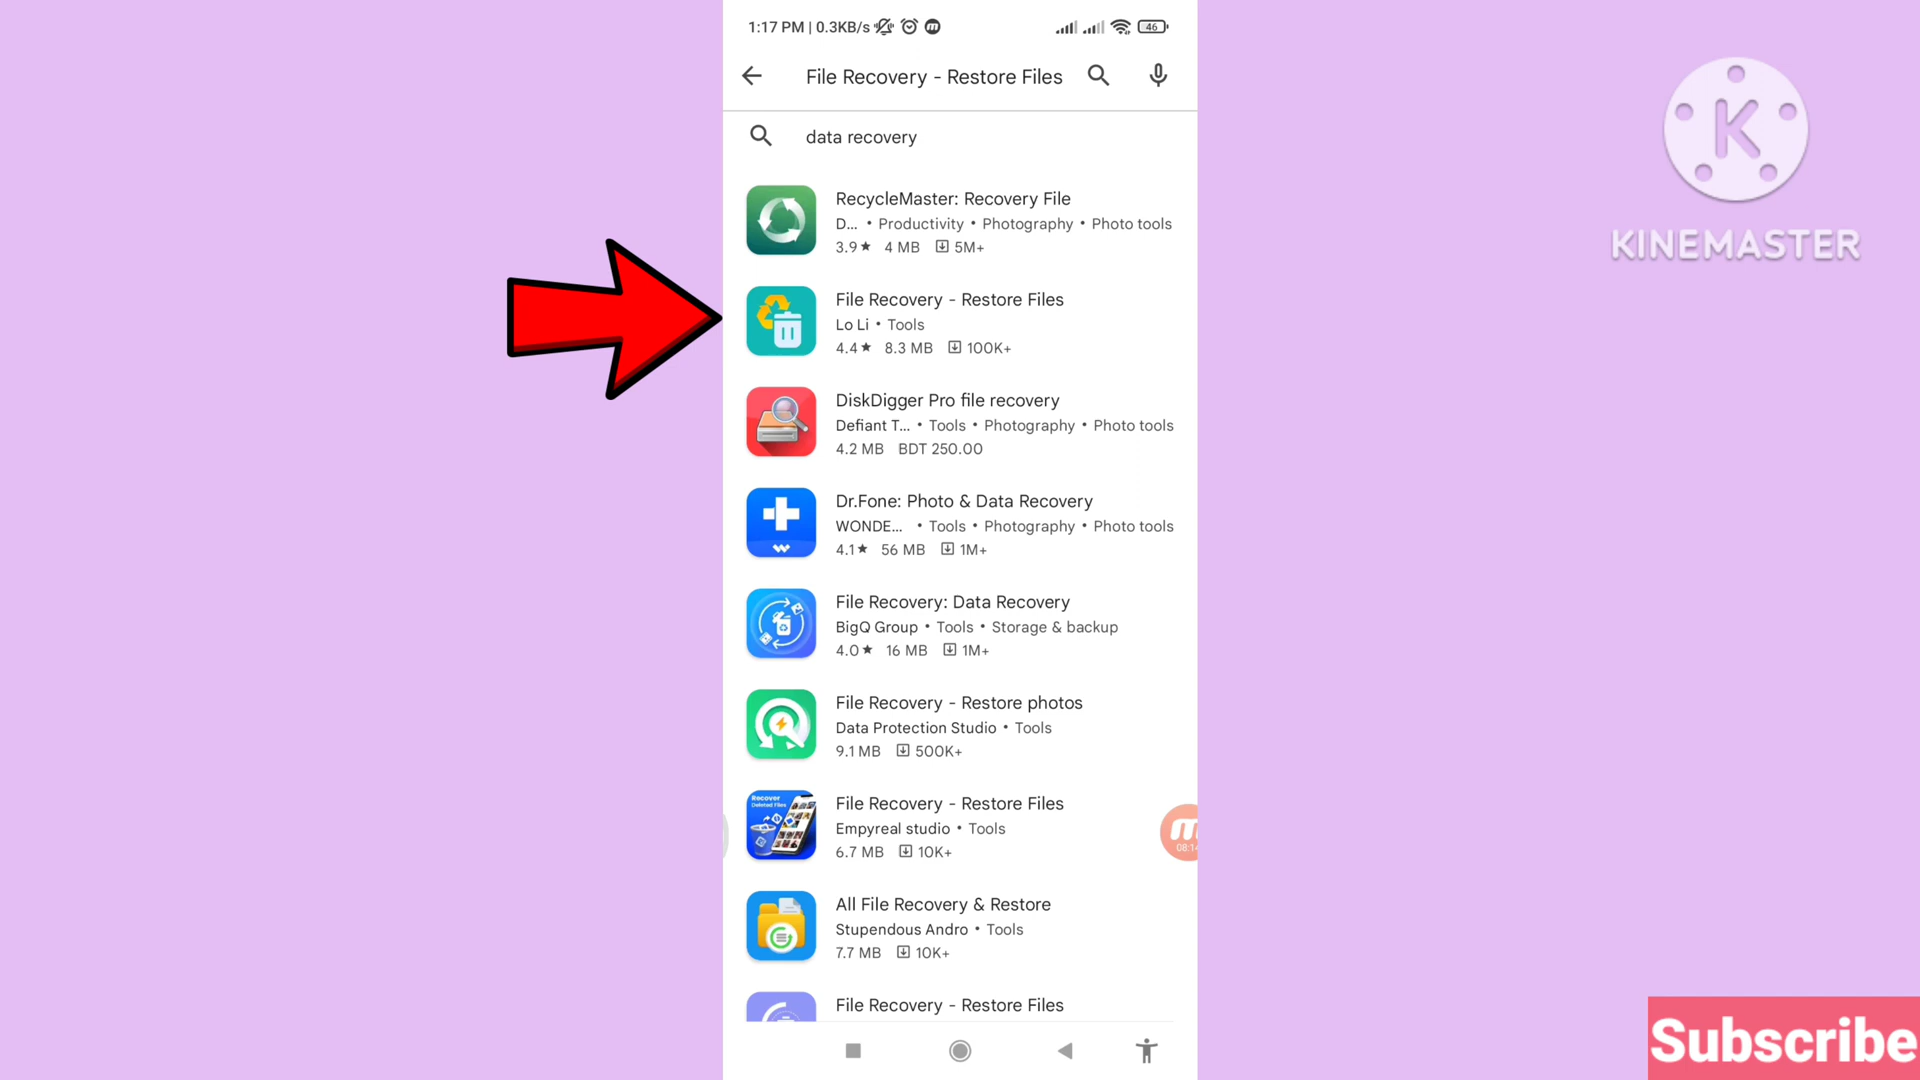 1:17 PM | 0.3KB/s 46
File Recovery - Restore Files
data recovery
RecycleMaster: Recovery File
D... • Productivity • Photography • Photo tools
3.9★ 4 MB 5M+
File Recovery - Restore Files
Lo Li • Tools
4.4★ 8.3 MB 100K+
DiskDigger Pro file recovery
Defiant T... • Tools • Photography • Photo tools
4.2 MB BDT 250.00
Dr.Fone: Photo & Data Recovery
WONDE... • Tools • Photography • Photo tools
4.1★ 56 MB 1M+
File Recovery: Data Recovery
BigQ Group • Tools • Storage & backup
4.0★ 16 MB 1M+
File Recovery - Restore photos
Data Protection Studio • Tools
9.1 MB 500K+
Recover
Deleted Files
File Recovery - Restore Files
Empyreal studio • Tools
6.7 MB 10K+
All File Recovery & Restore
Stupendous Andro • Tools
7.7 MB 10K+
File Recovery - Restore Files
K
KINEMASTER
08:14
Subscribe